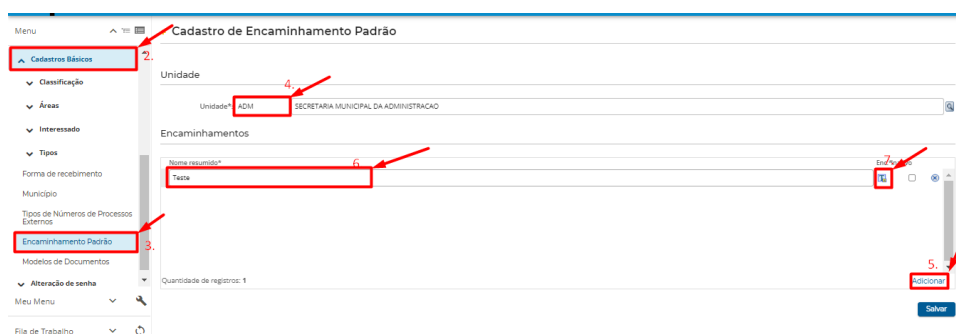 Menu
Cadastros Básicos
2.
Classificação
Áreas
Interessado
Tipos
Forma de recebimento
Município
Tipos de Números de Processos
Externos
Encaminhamento Padrão
3.
Modelos de Documentos
Alteração de senha
Meu Menu
Fila de Trabalho
Cadastro de Encaminhamento Padrão
Unidade
4.
Unidade*: ADM SECRETARIA MUNICIPAL DA ADMINISTRACAO
Encaminhamentos
Nome resumido*
6.
7.
Teste
Quantidade de registros: 1
5.
Adicionar
Salvar